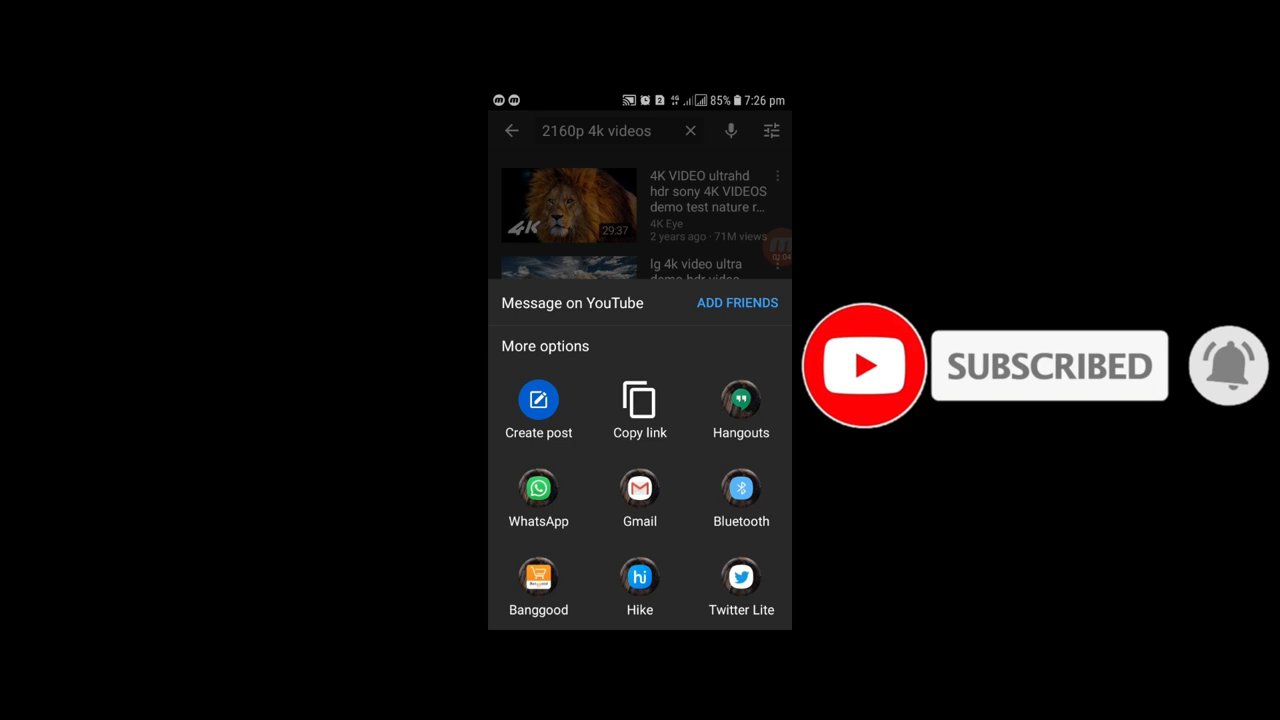 85% 7:26 pm
2160p 4k videos
4K VIDEO ultrahd
hdr sony 4K VIDEOS
demo test nature r...
4K
29:37
4K Eye
2 years ago · 71M views
lg 4k video ultra
Message on YouTube
ADD FRIENDS
More options
Create post
Copy link
Hangouts
WhatsApp
Gmail
Bluetooth
Banggood
Hike
Twitter Lite
SUBSCRIBED